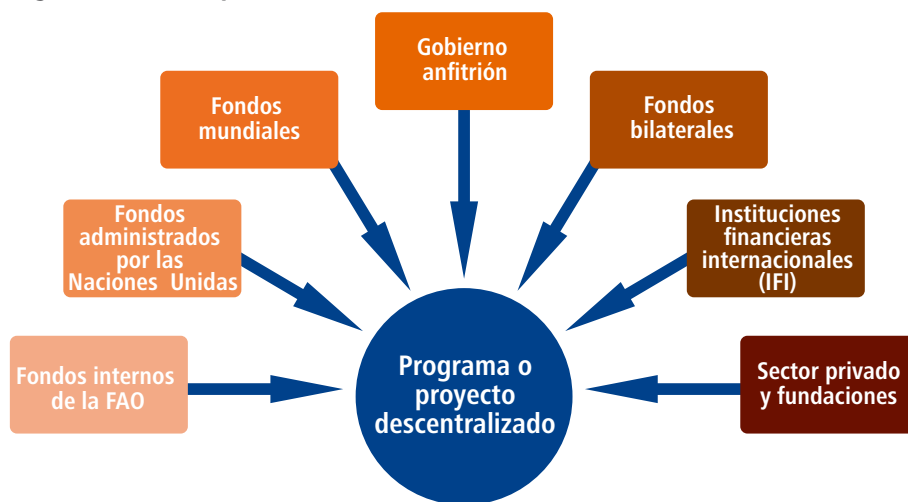 Gobierno
anfitrión
Fondos
mundiales
Fondos
bilaterales
Fondos
administrados
por las
Naciones Unidas
Instituciones
financieras
internacionales
(IFI)
Fondos internos
de la FAO
Programa o
proyecto
descentralizado
Sector privado
y fundaciones